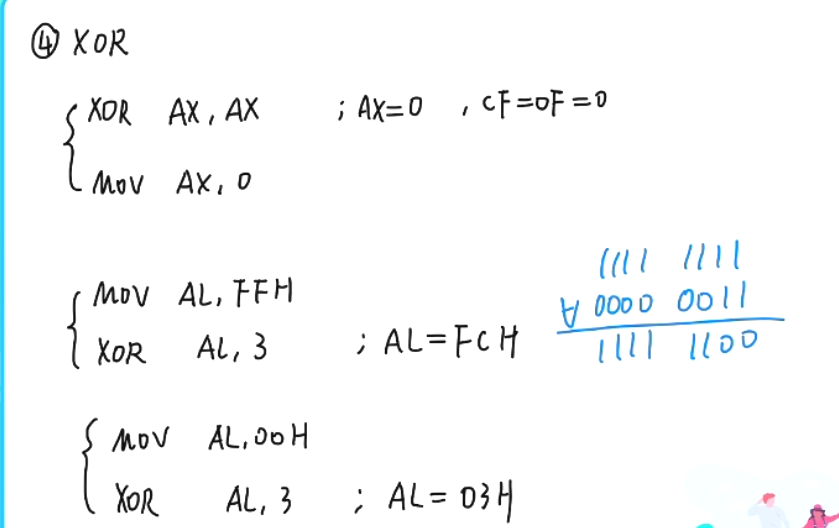 ④ XOR
XOR AX, AX ; AX=0 , CF=OF=0
MOV AX, 0
MOV AL, FFH
XOR AL, 3 ; AL=FCH
1111 1111
∀ 0000 0011
1111 1100
MOV AL, 00H
XOR AL, 3 ; AL= 03H